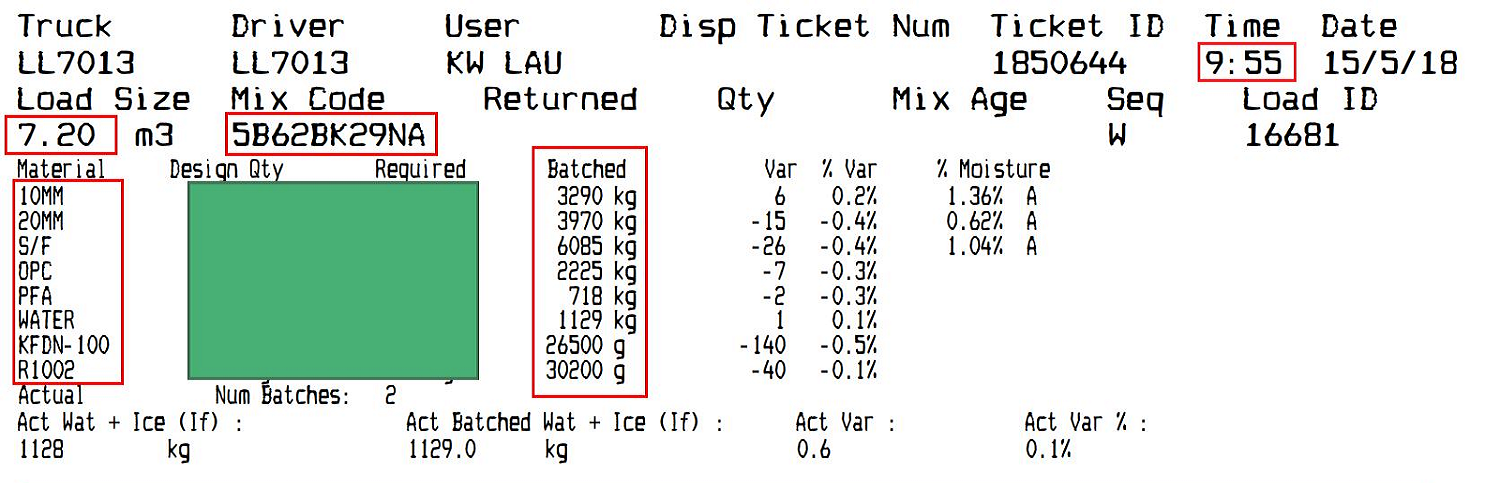 Truck Driver User Disp Ticket Num Ticket ID Time Date
LL7013 LL7013 KW LAU 1850644 9:55 15/5/18
Load Size Mix Code Returned Qty Mix Age Seq Load ID
7.20 m3 5B62BK29NA W 16681
Material Design Qty Required Batched Var % Var % Moisture
10MM 3290 kg 6 0.2% 1.36% A
20MM 3970 kg -15 -0.4% 0.62% A
S/F 6085 kg -26 -0.4% 1.04% A
OPC 2225 kg -7 -0.3%
PFA 718 kg -2 -0.3%
WATER 1129 kg 1 0.1%
KFDN-100 26500 g -140 -0.5%
R1002 30200 g -40 -0.1%
Actual Num Batches: 2
Act Wat + Ice (If) : Act Batched Wat + Ice (If) : Act Var : Act Var % :
1128 kg 1129.0 kg 0.6 0.1%